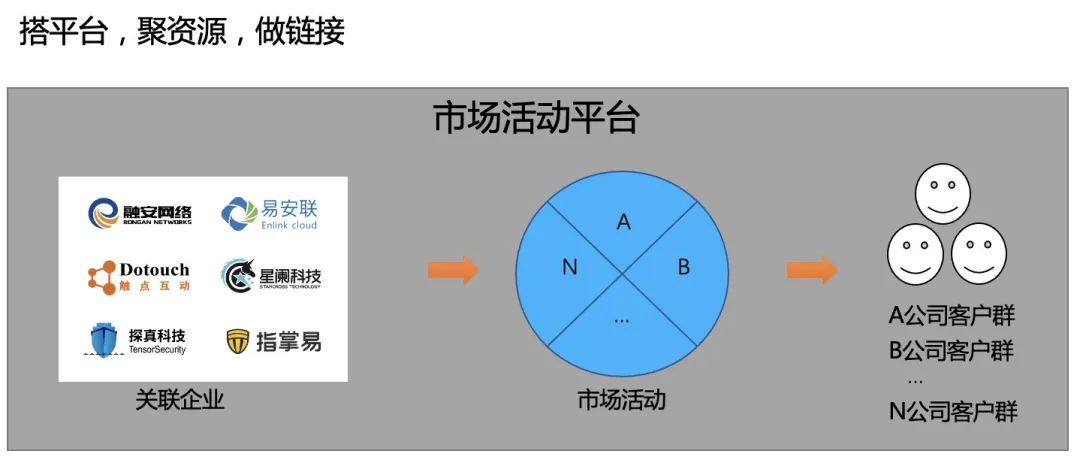 搭平台，聚资源，做链接
市场活动平台
融安网络
RONGAN NETWORKS
易安联
Enlink cloud
Dotouch
触点互动
星阑科技
STARCROSS TECHNOLOGY
探真科技
TensorSecurity
指掌易
关联企业
A
N
B
...
市场活动
A公司客户群
B公司客户群
...
N公司客户群